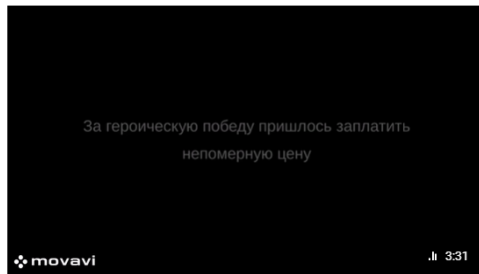 За героическую победу пришлось заплатить
непомерную цену
movavi
3:31